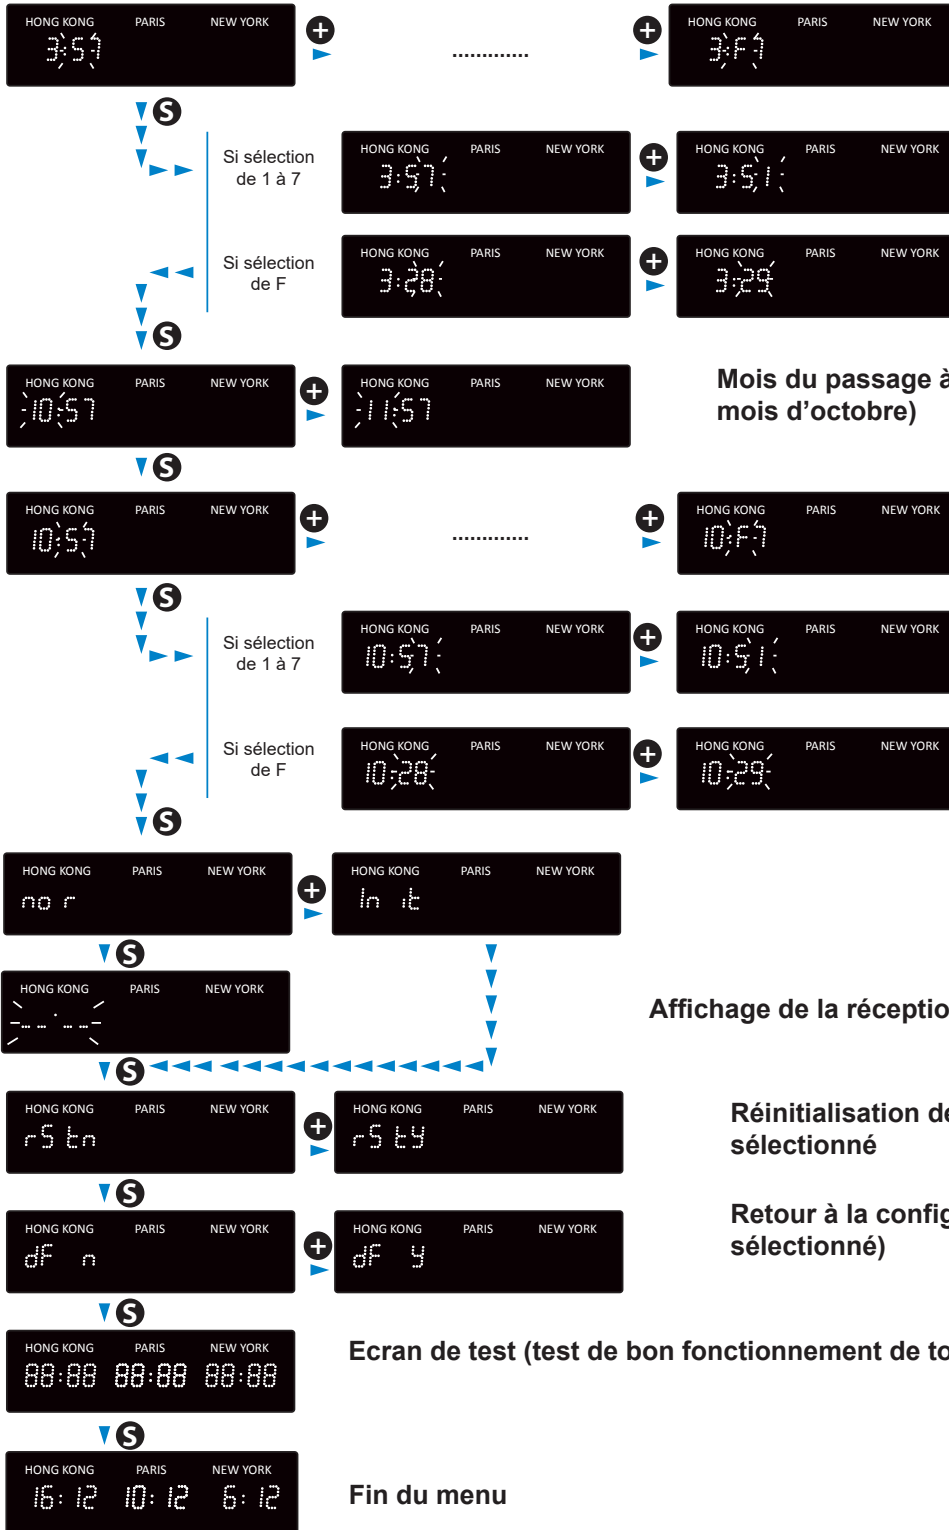 HONG KONG PARIS NEW YORK
3:57
+
.............
+
HONG KONG PARIS NEW YORK
3:F7
S
Si sélection
de 1 à 7
HONG KONG PARIS NEW YORK
3:57
+
HONG KONG PARIS NEW YORK
3:51
Si sélection
de F
HONG KONG PARIS NEW YORK
3:28
+
HONG KONG PARIS NEW YORK
3:29
S
HONG KONG PARIS NEW YORK
10:57
+
HONG KONG PARIS NEW YORK
11:57
Mois du passage à
mois d'octobre)
S
HONG KONG PARIS NEW YORK
10:57
+
.............
+
HONG KONG PARIS NEW YORK
10:F7
S
Si sélection
de 1 à 7
HONG KONG PARIS NEW YORK
10:57
+
HONG KONG PARIS NEW YORK
10:51
Si sélection
de F
HONG KONG PARIS NEW YORK
10:28
+
HONG KONG PARIS NEW YORK
10:29
S
HONG KONG PARIS NEW YORK
no r
+
HONG KONG PARIS NEW YORK
In it
S
HONG KONG PARIS NEW YORK
_ _ . _ _
Affichage de la réceptio
S
HONG KONG PARIS NEW YORK
rS tn
+
HONG KONG PARIS NEW YORK
rS tY
Réinitialisation de
sélectionné
S
HONG KONG PARIS NEW YORK
dF n
+
HONG KONG PARIS NEW YORK
dF Y
Retour à la config
sélectionné)
S
HONG KONG PARIS NEW YORK
88:88 88:88 88:88
Ecran de test (test de bon fonctionnement de to
S
HONG KONG PARIS NEW YORK
16:12 10:12 6:12
Fin du menu